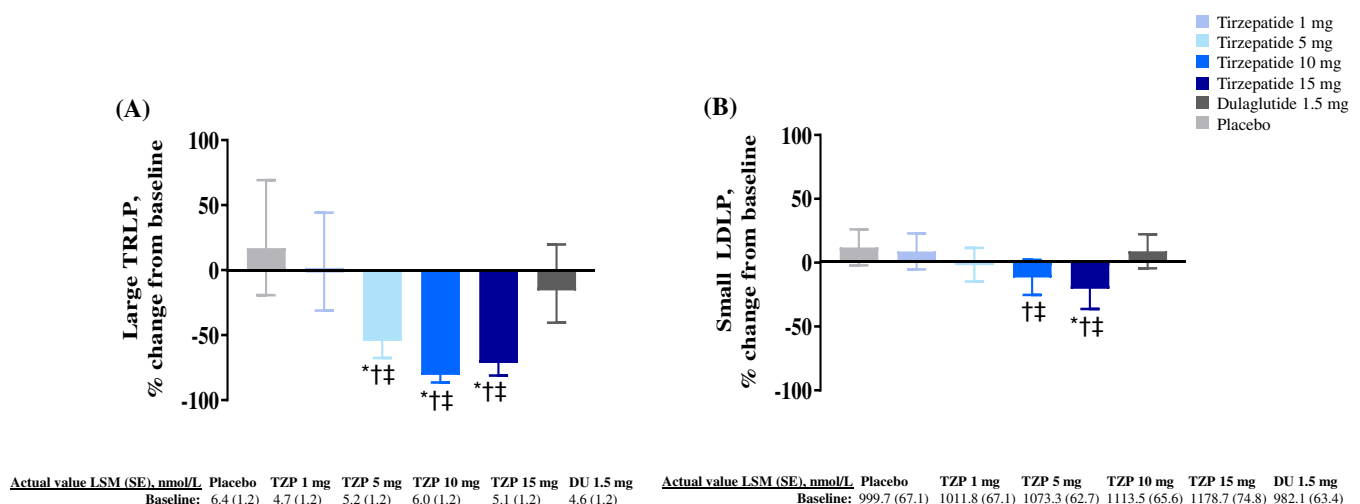 Tirzepatide 1 mg
Tirzepatide 5 mg
Tirzepatide 10 mg
Tirzepatide 15 mg
Dulaglutide 1.5 mg
Placebo
(A)
Large TRLP,
% change from baseline
100
50
0
-50
-100
*†‡
*†‡
*†‡
(B)
Small LDLP,
% change from baseline
100
50
0
-50
-100
†‡
*†‡
Actual value LSM (SE), nmol/L Placebo TZP 1 mg TZP 5 mg TZP 10 mg TZP 15 mg DU 1.5 mg
Baseline: 6.4 (1.2) 4.7 (1.2) 5.2 (1.2) 6.0 (1.2) 5.1 (1.2) 4.6 (1.2)
Actual value LSM (SE), nmol/L Placebo TZP 1 mg TZP 5 mg TZP 10 mg TZP 15 mg DU 1.5 mg
Baseline: 999.7 (67.1) 1011.8 (67.1) 1073.3 (62.7) 1113.5 (65.6) 1178.7 (74.8) 982.1 (63.4)